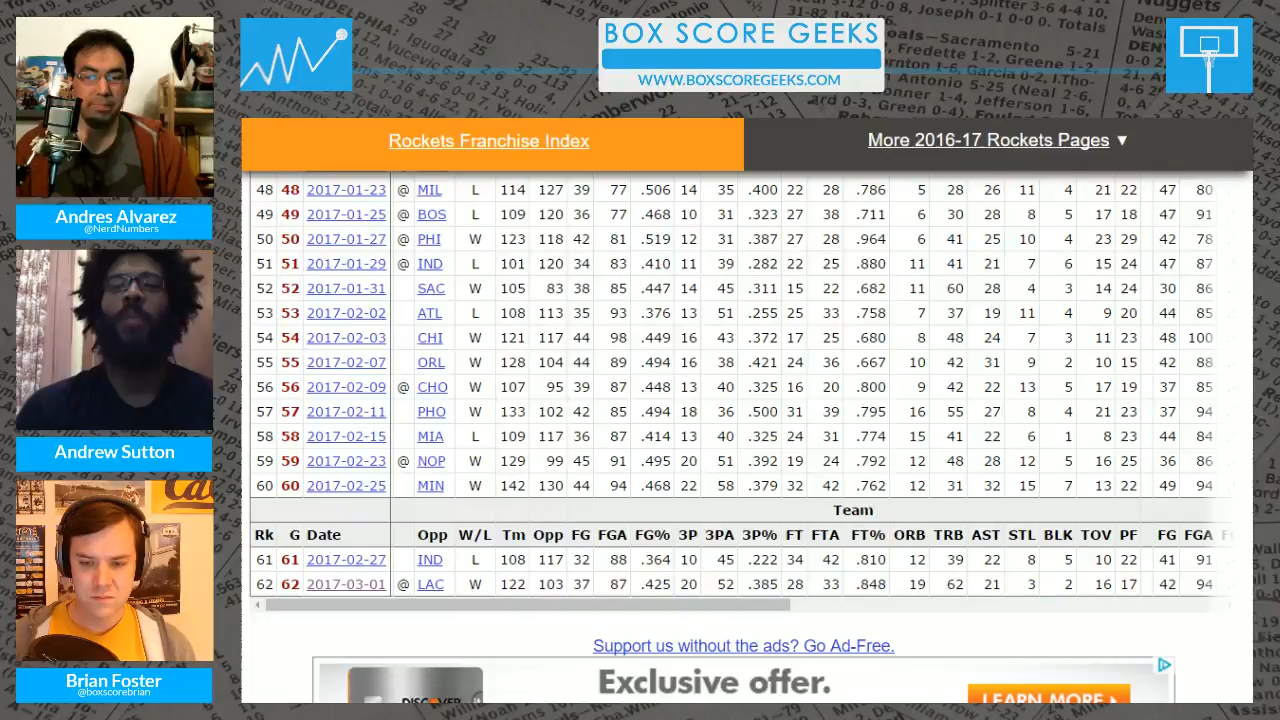 BOX SCORE GEEKS
WWW.BOXSCOREGEEKS.COM
Andres Alvarez
@NerdNumbers
Andrew Sutton
Brian Foster
@boxscorebrian
Rockets Franchise Index
More 2016-17 Rockets Pages ▼
48 48 2017-01-23 @ MIL L 114 127 39 77 .506 14 35 .400 22 28 .786 5 28 26 11 4 21 22 47 80
49 49 2017-01-25 @ BOS L 109 120 36 77 .468 10 31 .323 27 38 .711 6 30 28 8 5 17 18 47 91
50 50 2017-01-27 @ PHI W 123 118 42 81 .519 12 31 .387 27 28 .964 6 41 25 10 4 23 29 42 78
51 51 2017-01-29 @ IND L 101 120 34 83 .410 11 39 .282 22 25 .880 11 41 21 7 6 15 24 47 87
52 52 2017-01-31 SAC W 105 83 38 85 .447 14 45 .311 15 22 .682 11 60 28 4 3 14 24 30 86
53 53 2017-02-02 ATL L 108 113 35 93 .376 13 51 .255 25 33 .758 7 37 19 11 4 9 20 44 85
54 54 2017-02-03 CHI W 121 117 44 98 .449 16 43 .372 17 25 .680 8 48 24 7 3 11 23 48 100
55 55 2017-02-07 ORL W 128 104 44 89 .494 16 38 .421 24 36 .667 10 42 31 9 2 10 15 42 88
56 56 2017-02-09 @ CHO W 107 95 39 87 .448 13 40 .325 16 20 .800 9 42 22 13 5 17 19 37 85
57 57 2017-02-11 PHO W 133 102 42 85 .494 18 36 .500 31 39 .795 16 55 27 8 4 21 23 37 94
58 58 2017-02-15 MIA L 109 117 36 87 .414 13 40 .325 24 31 .774 15 41 22 6 1 8 23 44 84
59 59 2017-02-23 @ NOP W 129 99 45 91 .495 20 51 .392 19 24 .792 12 48 28 12 5 16 25 36 86
60 60 2017-02-25 MIN W 142 130 44 94 .468 22 58 .379 32 42 .762 12 31 32 15 7 13 22 49 94
Team
Rk G Date Opp W/L Tm Opp FG FGA FG% 3P 3PA 3P% FT FTA FT% ORB TRB AST STL BLK TOV PF FG FGA
61 61 2017-02-27 IND L 108 117 32 88 .364 10 45 .222 34 42 .810 12 39 22 8 5 10 22 41 91
62 62 2017-03-01 @ LAC W 122 103 37 87 .425 20 52 .385 28 33 .848 19 62 21 3 2 16 17 42 94
Support us without the ads? Go Ad-Free.
DISCOVER
Exclusive offer.
LEARN MORE